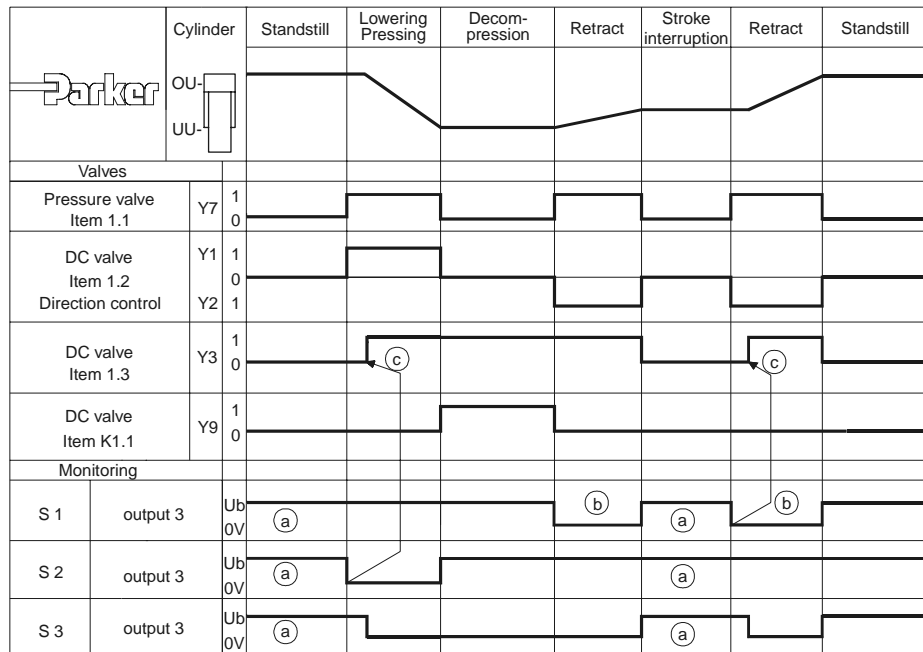 Cylinder Standstill Lowering Pressing Decom-pression Retract Stroke interruption Retract Standstill
Parker
OU-
UU-
Valves
Pressure valve
Item 1.1
Y7
1
0
DC valve
Item 1.2
Direction control
Y1 1
0
Y2 1
DC valve
Item 1.3
Y3
1
0
c
c
DC valve
Item K1.1
Y9
1
0
Monitoring
S 1 output 3
Ub
0V
a
b
a
b
S 2 output 3
Ub
0V
a
a
S 3 output 3
Ub
0V
a
a